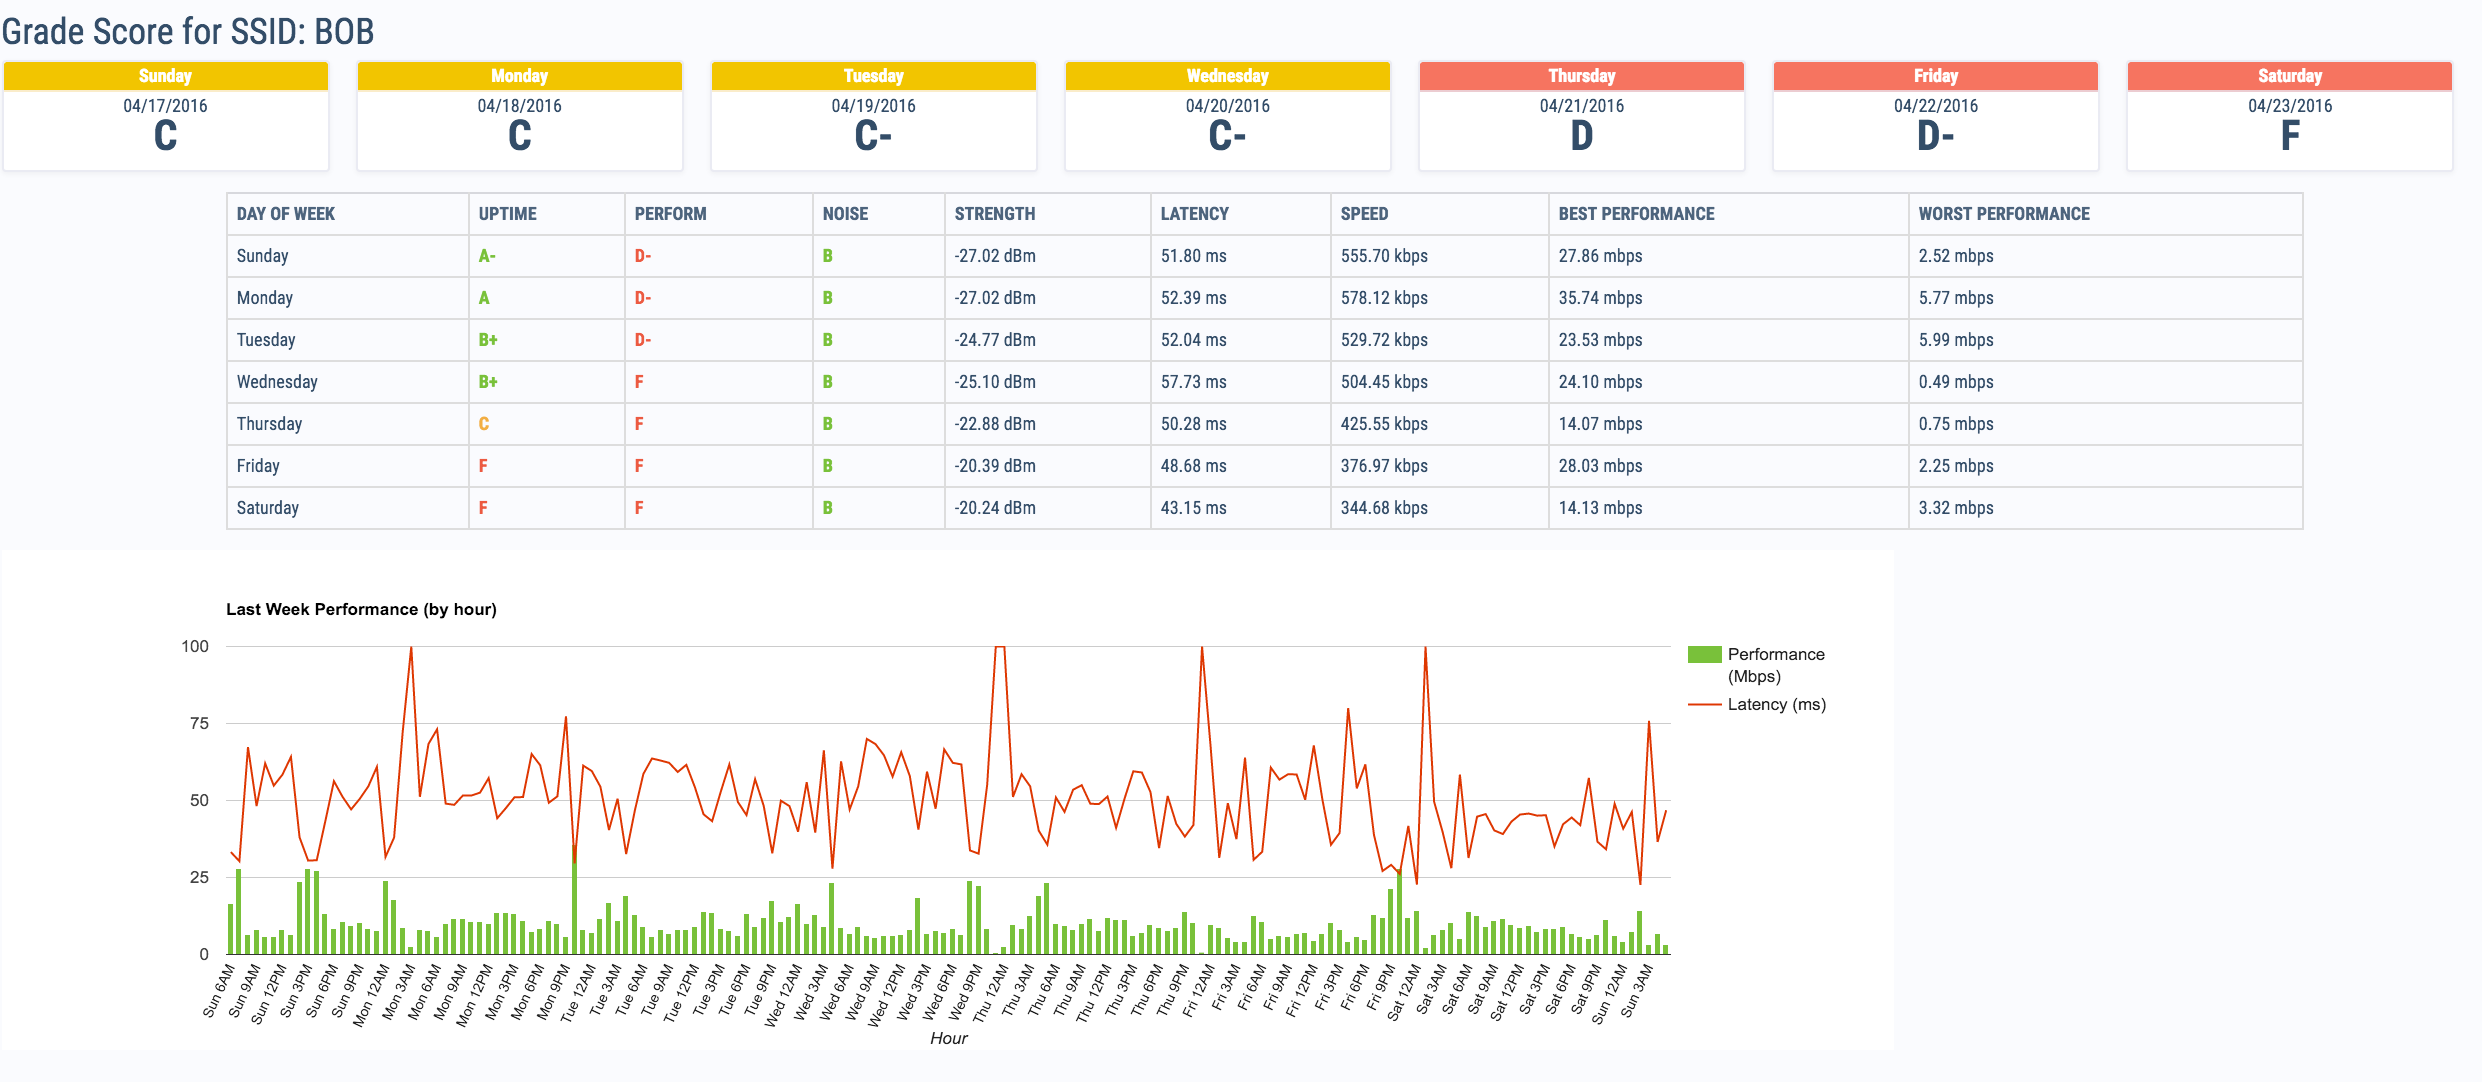 Grade Score for SSID: BOB
Sunday Monday Tuesday Wednesday Thursday Friday Saturday
04/17/2016 04/18/2016 04/19/2016 04/20/2016 04/21/2016 04/22/2016 04/23/2016
C C C- C- D D- F
DAY OF WEEK UPTIME PERFORM NOISE STRENGTH LATENCY SPEED BEST PERFORMANCE WORST PERFORMANCE
Sunday A- D- B -27.02 dBm 51.80 ms 555.70 kbps 27.86 mbps 2.52 mbps
Monday A D- B -27.02 dBm 52.39 ms 578.12 kbps 35.74 mbps 5.77 mbps
Tuesday B+ D- B -24.77 dBm 52.04 ms 529.72 kbps 23.53 mbps 5.99 mbps
Wednesday B+ F B -25.10 dBm 57.73 ms 504.45 kbps 24.10 mbps 0.49 mbps
Thursday C F B -22.88 dBm 50.28 ms 425.55 kbps 14.07 mbps 0.75 mbps
Friday F F B -20.39 dBm 48.68 ms 376.97 kbps 28.03 mbps 2.25 mbps
Saturday F F B -20.24 dBm 43.15 ms 344.68 kbps 14.13 mbps 3.32 mbps
Last Week Performance (by hour)
100
75
50
25
0
Performance
(Mbps)
Latency (ms)
Sun 6AM
Sun 9AM
Sun 12PM
Sun 3PM
Sun 6PM
Sun 9PM
Mon 12AM
Mon 3AM
Mon 6AM
Mon 9AM
Mon 12PM
Mon 3PM
Mon 6PM
Mon 9PM
Tue 12AM
Tue 3AM
Tue 6AM
Tue 9AM
Tue 12PM
Tue 3PM
Tue 6PM
Tue 9PM
Wed 12AM
Wed 3AM
Wed 6AM
Wed 9AM
Wed 12PM
Wed 3PM
Wed 6PM
Wed 9PM
Thu 12AM
Thu 3AM
Thu 6AM
Thu 9AM
Thu 12PM
Thu 3PM
Thu 6PM
Thu 9PM
Fri 12AM
Fri 3AM
Fri 6AM
Fri 9AM
Fri 12PM
Fri 3PM
Fri 6PM
Fri 9PM
Sat 12AM
Sat 3AM
Sat 6AM
Sat 9AM
Sat 12PM
Sat 3PM
Sat 6PM
Sat 9PM
Sun 12AM
Sun 3AM
Hour